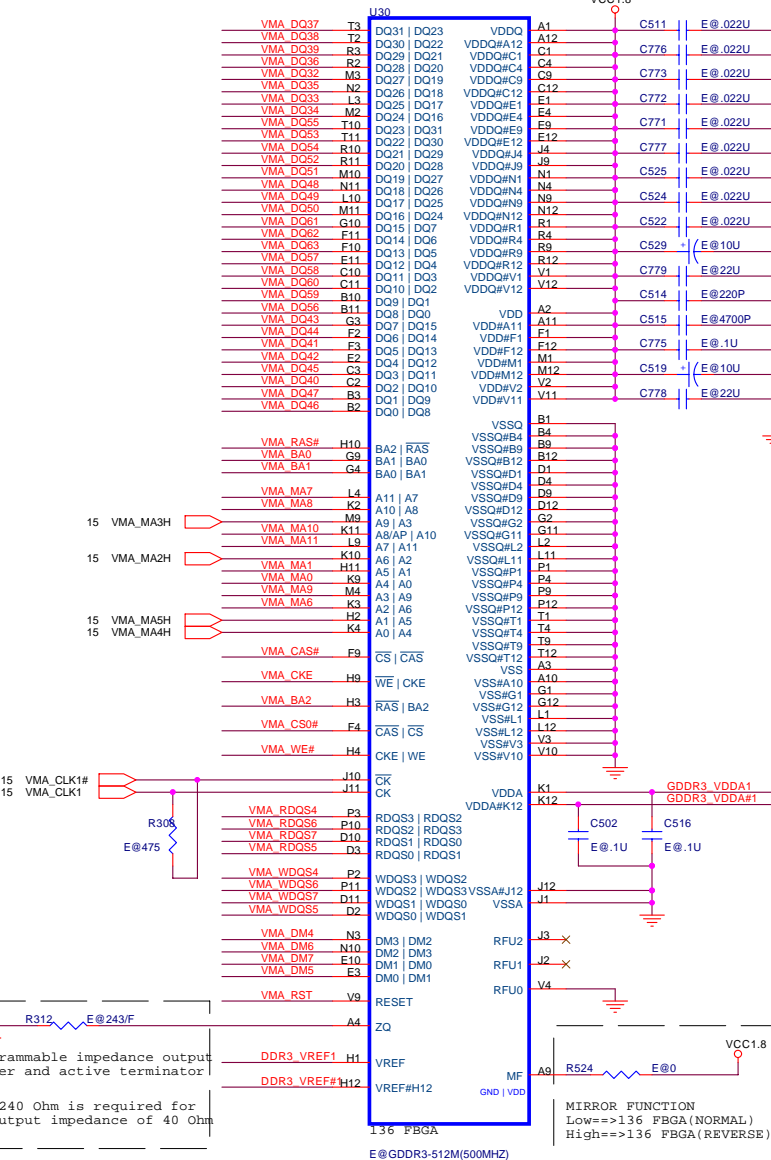 U30
VCC1.8
VMA_DQ37 T3 DQ31 | DQ23 VDDQ A1 C511 E@.022U
VMA_DQ38 T2 DQ30 | DQ22 VDDQ#A12 A12
VMA_DQ39 R3 DQ29 | DQ21 VDDQ#C1 C1 C776 E@.022U
VMA_DQ36 R2 DQ28 | DQ20 VDDQ#C4 C4
VMA_DQ32 M3 DQ27 | DQ19 VDDQ#C9 C9 C773 E@.022U
VMA_DQ35 N2 DQ26 | DQ18 VDDQ#C12 C12
VMA_DQ33 L3 DQ25 | DQ17 VDDQ#E1 E1 C772 E@.022U
VMA_DQ34 M2 DQ24 | DQ16 VDDQ#E4 E4
VMA_DQ55 T10 DQ23 | DQ31 VDDQ#E9 E9 C771 E@.022U
VMA_DQ53 T11 DQ22 | DQ30 VDDQ#E12 E12
VMA_DQ54 R10 DQ21 | DQ29 VDDQ#J4 J4 C777 E@.022U
VMA_DQ52 R11 DQ20 | DQ28 VDDQ#J9 J9
VMA_DQ51 M10 DQ19 | DQ27 VDDQ#N1 N1 C525 E@.022U
VMA_DQ48 N11 DQ18 | DQ26 VDDQ#N4 N4
VMA_DQ49 L10 DQ17 | DQ25 VDDQ#N9 N9 C524 E@.022U
VMA_DQ50 M11 DQ16 | DQ24 VDDQ#N12 N12
VMA_DQ61 G10 DQ15 | DQ7 VDDQ#R1 R1 C522 E@.022U
VMA_DQ62 F11 DQ14 | DQ6 VDDQ#R4 R4
VMA_DQ63 F10 DQ13 | DQ5 VDDQ#R9 R9 C529 + E@10U
VMA_DQ57 E11 DQ12 | DQ4 VDDQ#R12 R12
VMA_DQ58 C10 DQ11 | DQ3 VDDQ#V1 V1 C779 E@22U
VMA_DQ60 C11 DQ10 | DQ2 VDDQ#V12 V12
VMA_DQ59 B10 DQ9 | DQ1 C514 E@220P
VMA_DQ56 B11 DQ8 | DQ0 VDD A2
VMA_DQ43 G3 DQ7 | DQ15 VDD#A11 A11 C515 E@4700P
VMA_DQ44 F2 DQ6 | DQ14 VDD#F1 F1
VMA_DQ41 F3 DQ5 | DQ13 VDD#F12 F12 C775 E@.1U
VMA_DQ42 E2 DQ4 | DQ12 VDD#M1 M1
VMA_DQ45 C3 DQ3 | DQ11 VDD#M12 M12 C519 + E@10U
VMA_DQ40 C2 DQ2 | DQ10 VDD#V2 V2
VMA_DQ47 B3 DQ1 | DQ9 VDD#V11 V11 C778 E@22U
VMA_DQ46 B2 DQ0 | DQ8
VSSQ B1
VSSQ#B4 B4
VMA_RAS# H10 BA2 | RAS VSSQ#B9 B9
VMA_BA0 G9 BA1 | BA0 VSSQ#B12 B12
VMA_BA1 G4 BA0 | BA1 VSSQ#D1 D1
VSSQ#D4 D4
VMA_MA7 L4 A11 | A7 VSSQ#D9 D9
VMA_MA8 K2 A10 | A8 VSSQ#D12 D12
15 VMA_MA3H M9 A9 | A3 VSSQ#G2 G2
VMA_MA10 K11 A8/AP | A10 VSSQ#G11 G11
VMA_MA11 L9 A7 | A11 VSSQ#L2 L2
15 VMA_MA2H K10 A6 | A2 VSSQ#L11 L11
VMA_MA1 H11 A5 | A1 VSSQ#P1 P1
VMA_MA0 K9 A4 | A0 VSSQ#P4 P4
VMA_MA9 M4 A3 | A9 VSSQ#P9 P9
VMA_MA6 K3 A2 | A6 VSSQ#P12 P12
15 VMA_MA5H H2 A1 | A5 VSSQ#T1 T1
15 VMA_MA4H K4 A0 | A4 VSSQ#T4 T4
VSSQ#T9 T9
VMA_CAS# F9 CS | CAS VSSQ#T12 T12
VSS A3
VMA_CKE H9 WE | CKE VSS#A10 A10
VSS#G1 G1
VMA_BA2 H3 RAS | BA2 VSS#G12 G12
VSS#L1 L1
VMA_CS0# F4 CAS | CS VSS#L12 L12
VSS#V3 V3
VMA_WE# H4 CKE | WE VSS#V10 V10
15 VMA_CLK1# J10 CK
15 VMA_CLK1 J11 CK VDDA K1 GDDR3_VDDA1
VDDA#K12 K12 GDDR3_VDDA#1
VMA_RDQS4 P3 RDQS3 | RDQS2
R308 VMA_RDQS6 P10 RDQS2 | RDQS3 C502 C516
VMA_RDQS7 D10 RDQS1 | RDQS0
E@475 VMA_RDQS5 D3 RDQS0 | RDQS1 E@.1U E@.1U
VMA_WDQS4 P2 WDQS3 | WDQS2
VMA_WDQS6 P11 WDQS2 | WDQS3 VSSA#J12 J12
VMA_WDQS7 D11 WDQS1 | WDQS0 VSSA J1
VMA_WDQS5 D2 WDQS0 | WDQS1
VMA_DM4 N3 DM3 | DM2 RFU2 J3
VMA_DM6 N10 DM2 | DM3
VMA_DM7 E10 DM1 | DM0 RFU1 J2
VMA_DM5 E3 DM0 | DM1
RFU0 V4
VMA_RST V9 RESET
R312 E@243/F A4 ZQ
rammable impedance output
er and active terminator
DDR3_VREF1 H1 VREF
VCC1.8
MF A9 R524 E@0
DDR3_VREF#1 H12 VREF#H12
GND | VDD
240 Ohm is required for
utput impedance of 40 Ohm
MIRROR FUNCTION
Low==>136 FBGA(NORMAL)
High==>136 FBGA(REVERSE)
136 FBGA
E@GDDR3-512M(500MHZ)